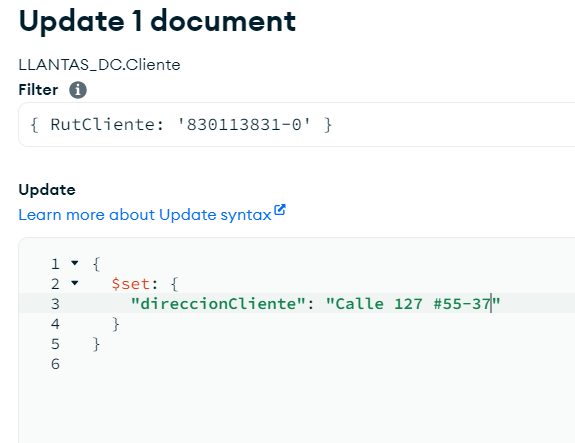 Update 1 document
LLANTAS_DC.Cliente
Filter
{ RutCliente: '830113831-0' }
Update
Learn more about Update syntax
1 {
2 $set: {
3 "direccionCliente": "Calle 127 #55-37"
4 }
5 }
6